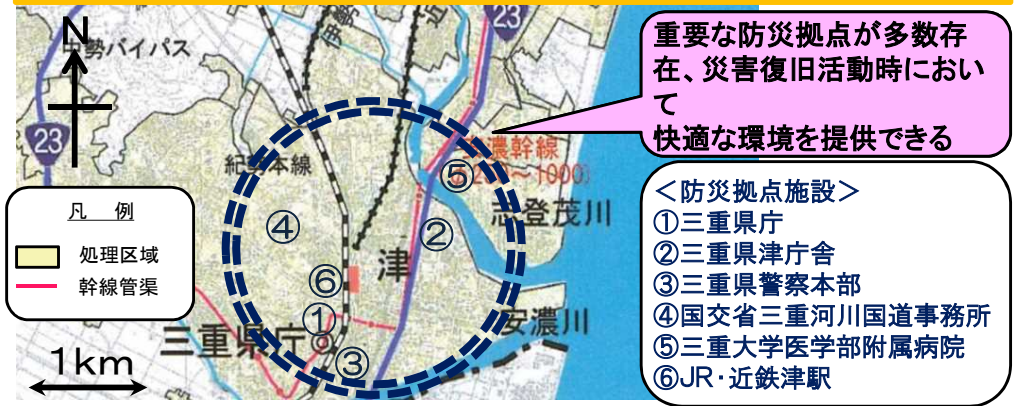 中勢バイパス
伊勢
近
N
23
23
紀勢本線
重要な防災拠点が多数存
在、災害復旧活動時におい
て
快適な環境を提供できる
濃幹線
～1000)
志登茂川
津
安濃川
三重県庁
①
②
③
④
⑤
⑥
凡 例
処理区域
幹線管渠
1km
＜防災拠点施設＞
①三重県庁
②三重県津庁舎
③三重県警察本部
④国交省三重河川国道事務所
⑤三重大学医学部附属病院
⑥JR・近鉄津駅